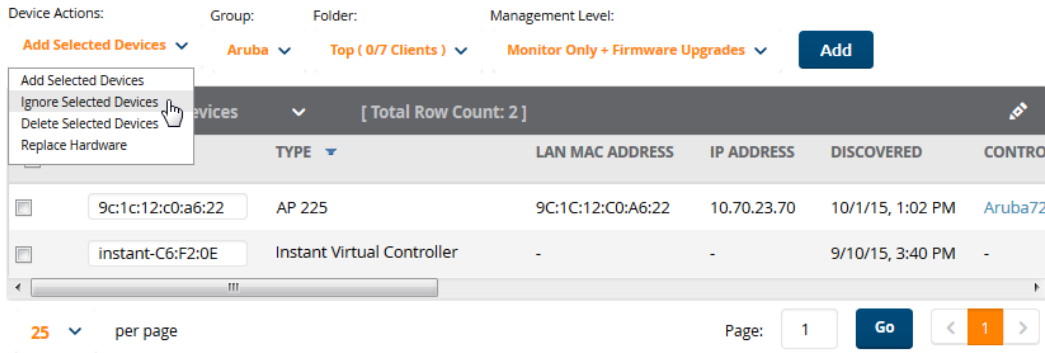 Device Actions: Group: Folder: Management Level:
Add Selected Devices Aruba Top ( 0/7 Clients ) Monitor Only + Firmware Upgrades Add
Add Selected Devices
Ignore Selected Devices
Delete Selected Devices
Replace Hardware
evices [ Total Row Count: 2 ]
TYPE LAN MAC ADDRESS IP ADDRESS DISCOVERED CONTRO
9c:1c:12:c0:a6:22 AP 225 9C:1C:12:C0:A6:22 10.70.23.70 10/1/15, 1:02 PM Aruba72
instant-C6:F2:0E Instant Virtual Controller - - 9/10/15, 3:40 PM -
25 per page Page: 1 Go < 1 >